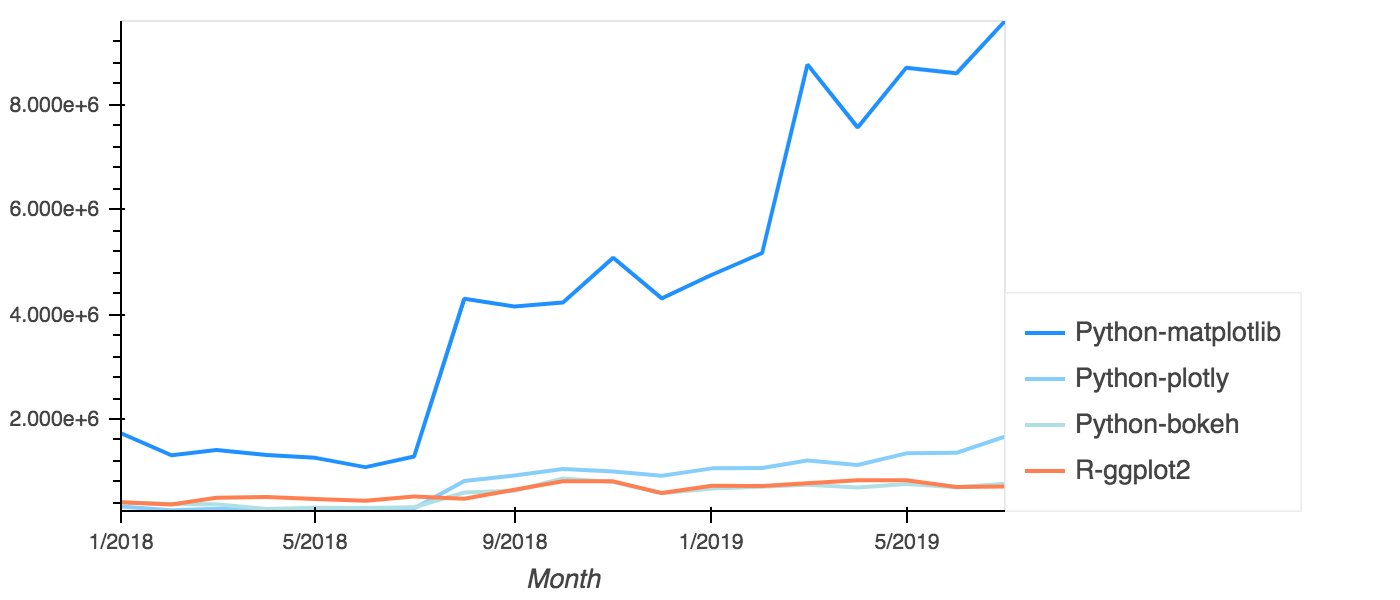 8.000e+6
6.000e+6
4.000e+6
2.000e+6
1/2018 5/2018 9/2018 1/2019 5/2019
Month
Python-matplotlib
Python-plotly
Python-bokeh
R-ggplot2